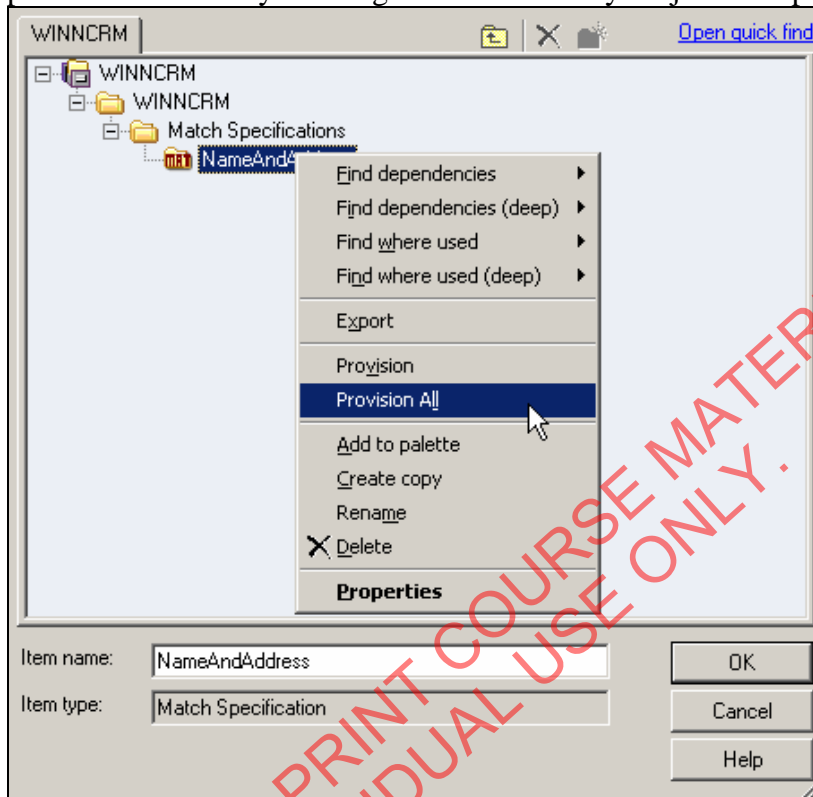 WINNCRM
Open quick find
WINNCRM
WINNCRM
Match Specifications
NameAndA
Find dependencies
Find dependencies (deep)
Find where used
Find where used (deep)
Export
Provision
Provision All
Add to palette
Create copy
Rename
Delete
Properties
Item name: NameAndAddress
OK
Item type: Match Specification
Cancel
Help
PRINT COURSE MATER
USE ONLY.